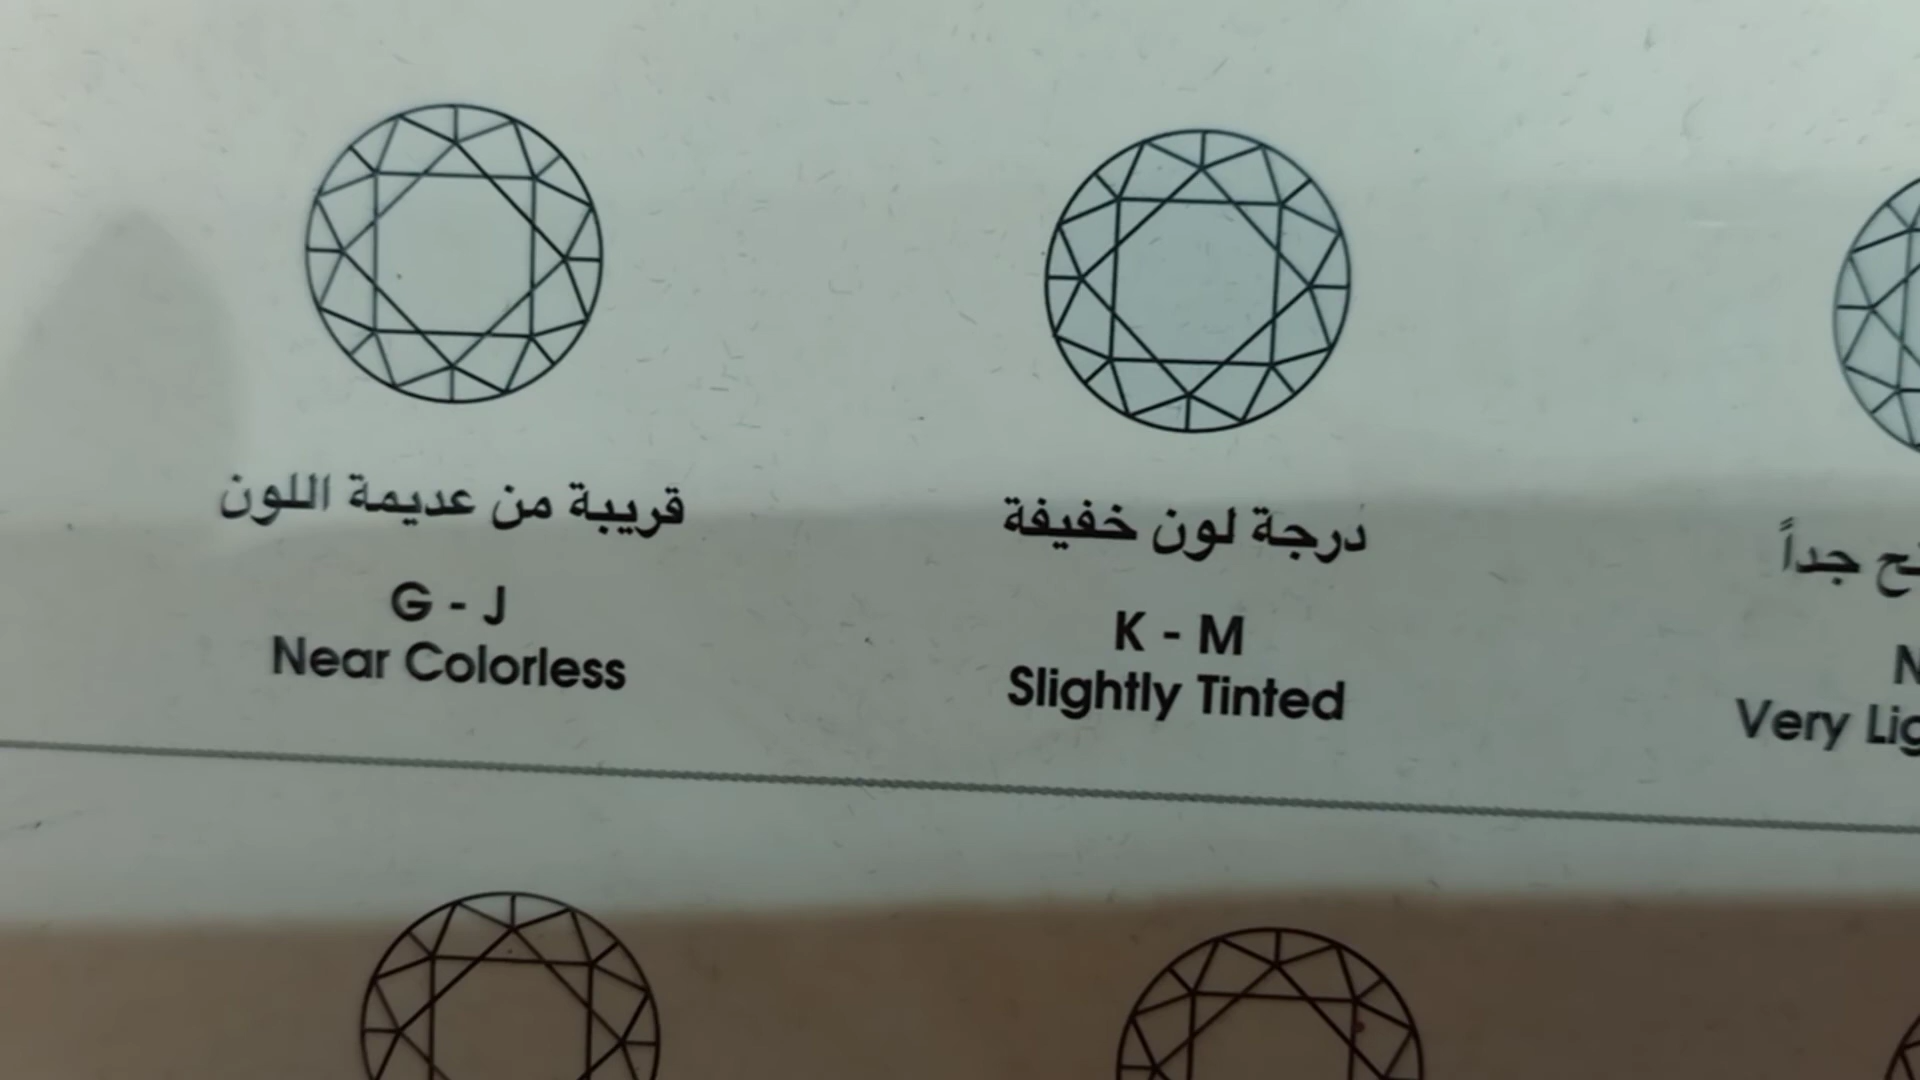 قريبة من عديمة اللون
G - J
Near Colorless
درجة لون خفيفة
K - M
Slightly Tinted
جداً
N
Very